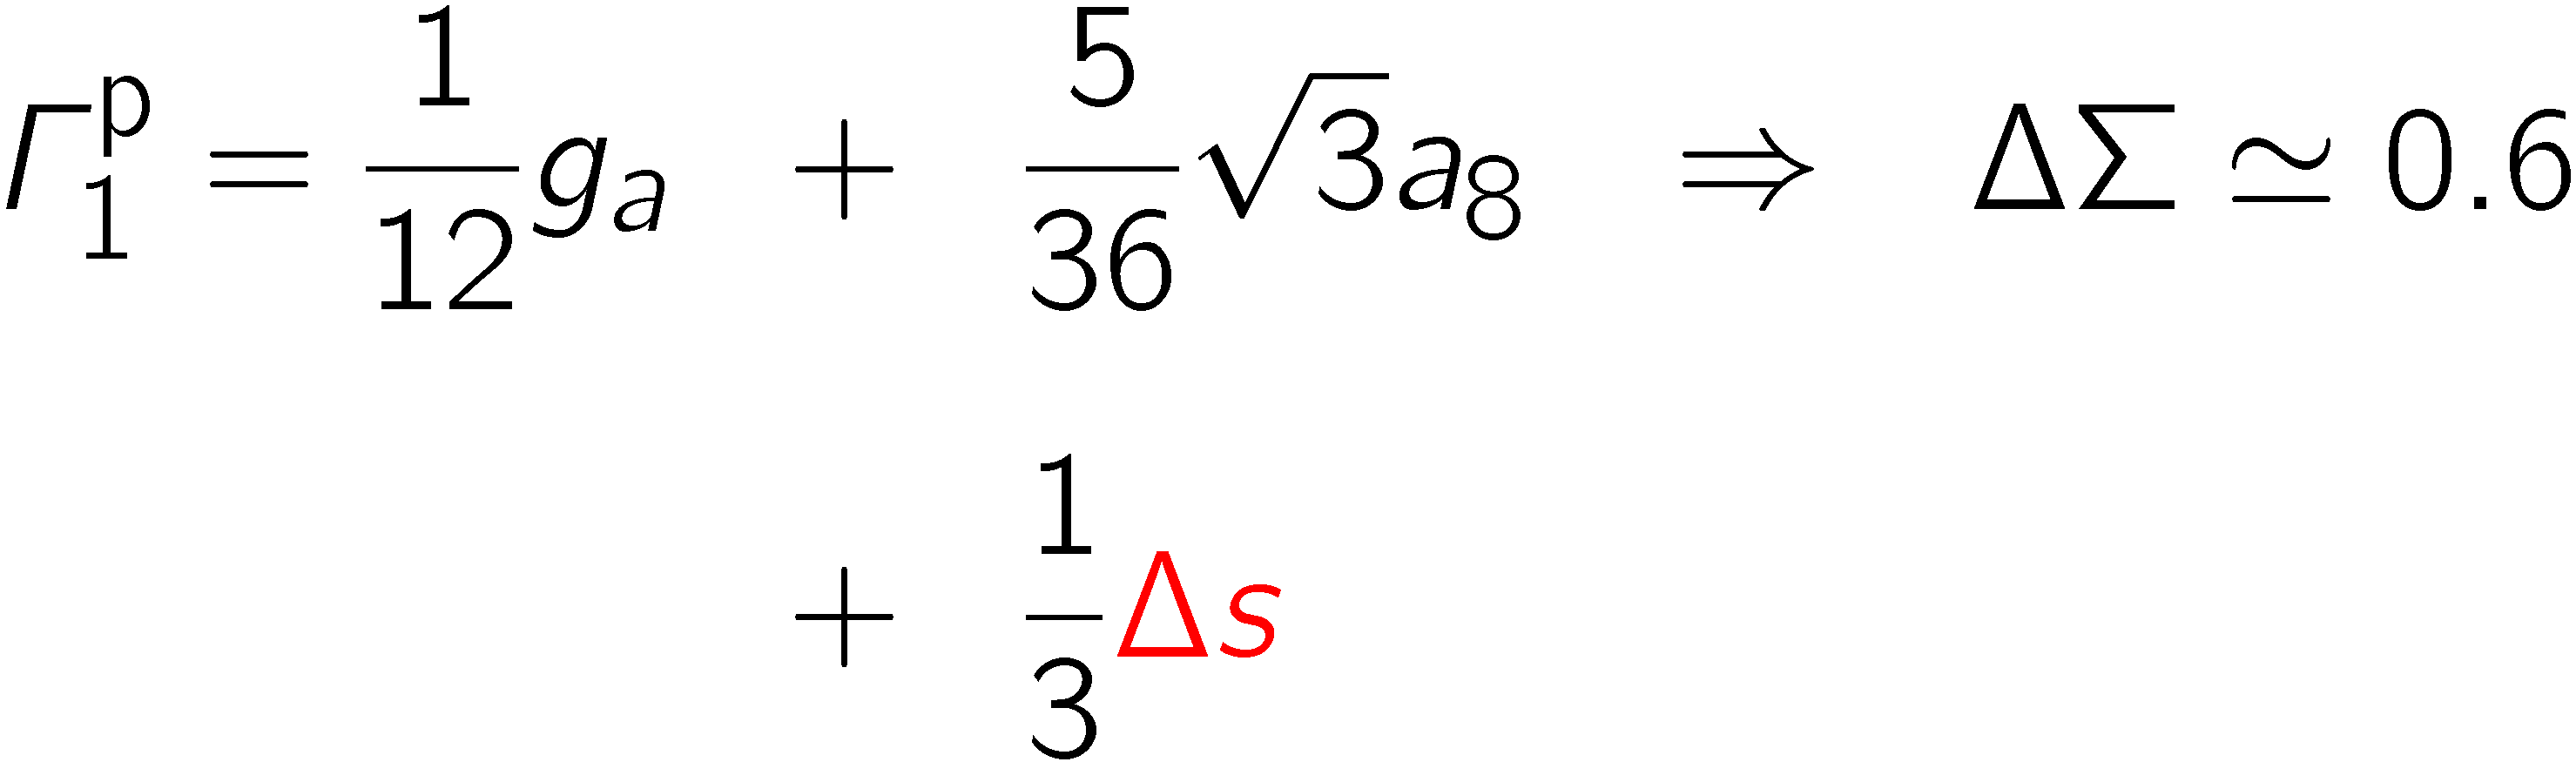 Γ₁ᵖ = 1/12 gₐ + 5/36 √3 a₈ ⇒ ΔΣ ≃ 0.6
+ 1/3 Δs